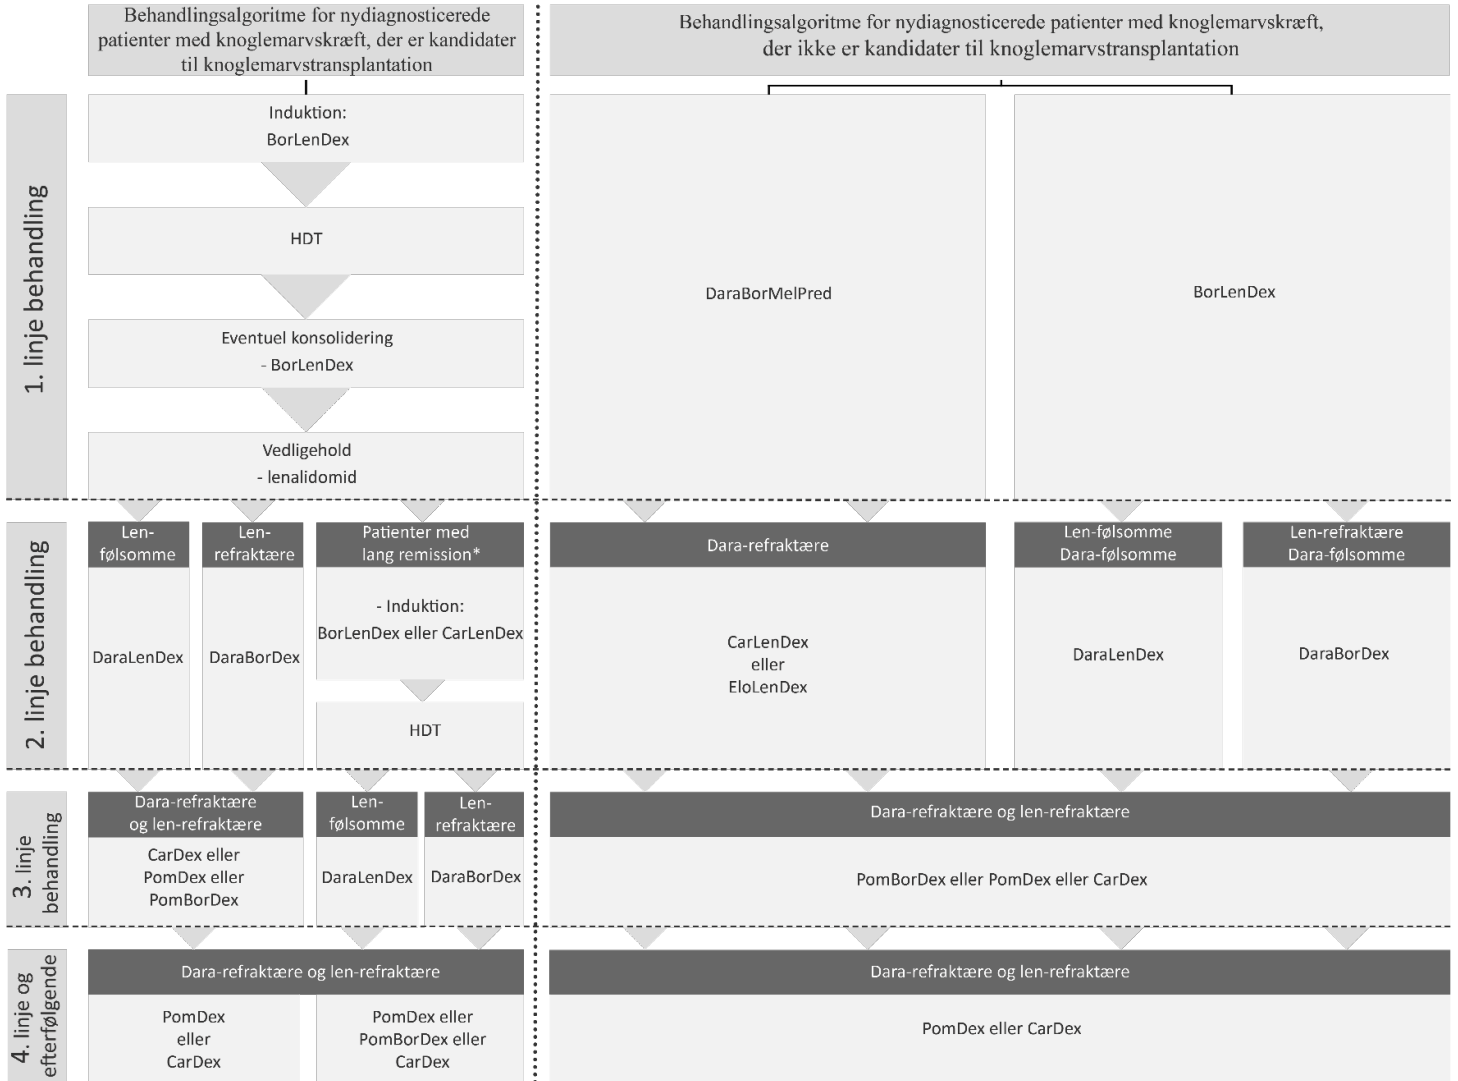 Behandlingsalgoritme for nydiagnosticerede
patienter med knoglemarvskræft, der er kandidater
til knoglemarvstransplantation
Behandlingsalgoritme for nydiagnosticerede patienter med knoglemarvskræft,
der ikke er kandidater til knoglemarvstransplantation
1. linje behandling
Induktion:
BorLenDex
HDT
Eventuel konsolidering
- BorLenDex
Vedligehold
- lenalidomid
DaraBorMelPred
BorLenDex
2. linje behandling
Len-
følsomme
DaraLenDex
Len-
refraktære
DaraBorDex
Patienter med
lang remission*
- Induktion:
BorLenDex eller CarLenDex
HDT
Dara-refraktære
CarLenDex
eller
EloLenDex
Len-følsomme
Dara-følsomme
DaraLenDex
Len-refraktære
Dara-følsomme
DaraBorDex
3. linje
behandling
Dara-refraktære
og len-refraktære
CarDex eller
PomDex eller
PomBorDex
Len-
følsomme
DaraLenDex
Len-
refraktære
DaraBorDex
Dara-refraktære og len-refraktære
PomBorDex eller PomDex eller CarDex
4. linje og
efterfølgende
Dara-refraktære og len-refraktære
PomDex
eller
CarDex
PomDex eller
PomBorDex eller
CarDex
Dara-refraktære og len-refraktære
PomDex eller CarDex